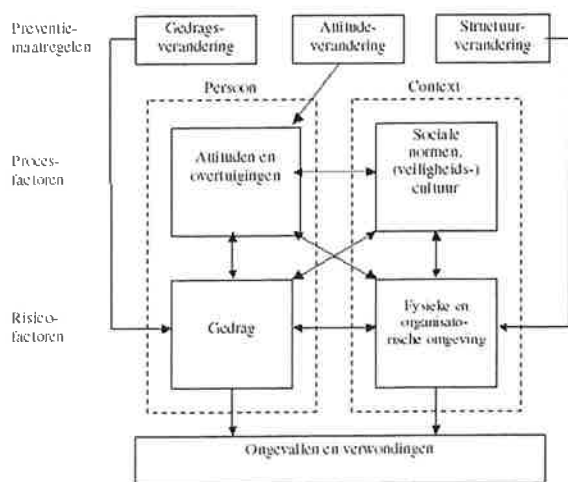 Preventie-
maatregelen
Gedrags-
verandering
Attitude-
verandering
Structuur-
verandering
Persoon
Context
Proces-
factoren
Attituden en
overtuigingen
Sociale
normen,
(veiligheids-)
cultuur
Risico-
factoren
Gedrag
Fysieke en
organisato-
rische omgeving
Ongevallen en verwondingen